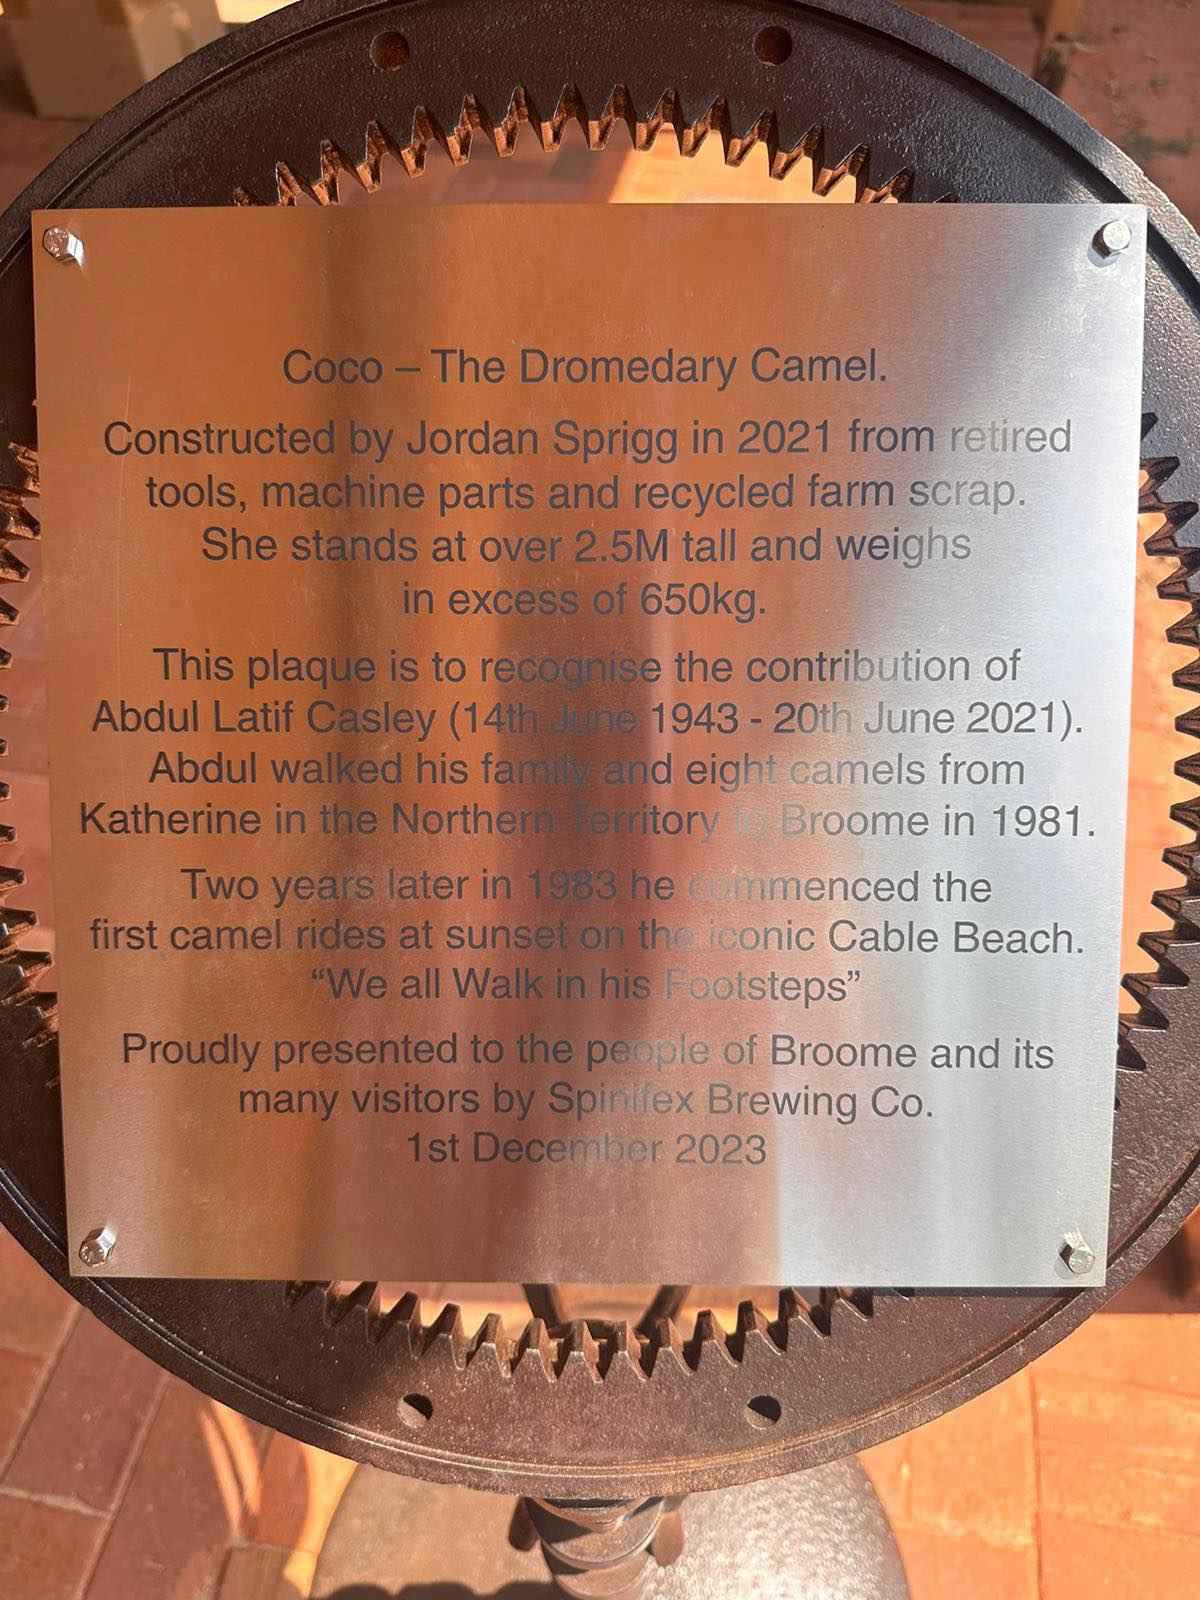 Coco – The Dromedary Camel.
Constructed by Jordan Sprigg in 2021 from retired
tools, machine parts and recycled farm scrap.
She stands at over 2.5M tall and weighs
in excess of 650kg.
This plaque is to recognise the contribution of
Abdul Latif Casley (14th June 1943 - 20th June 2021).
Abdul walked his family and eight camels from
Katherine in the Northern Territory to Broome in 1981.
Two years later in 1983 he commenced the
first camel rides at sunset on the iconic Cable Beach.
“We all Walk in his Footsteps”
Proudly presented to the people of Broome and its
many visitors by Spinifex Brewing Co.
1st December 2023